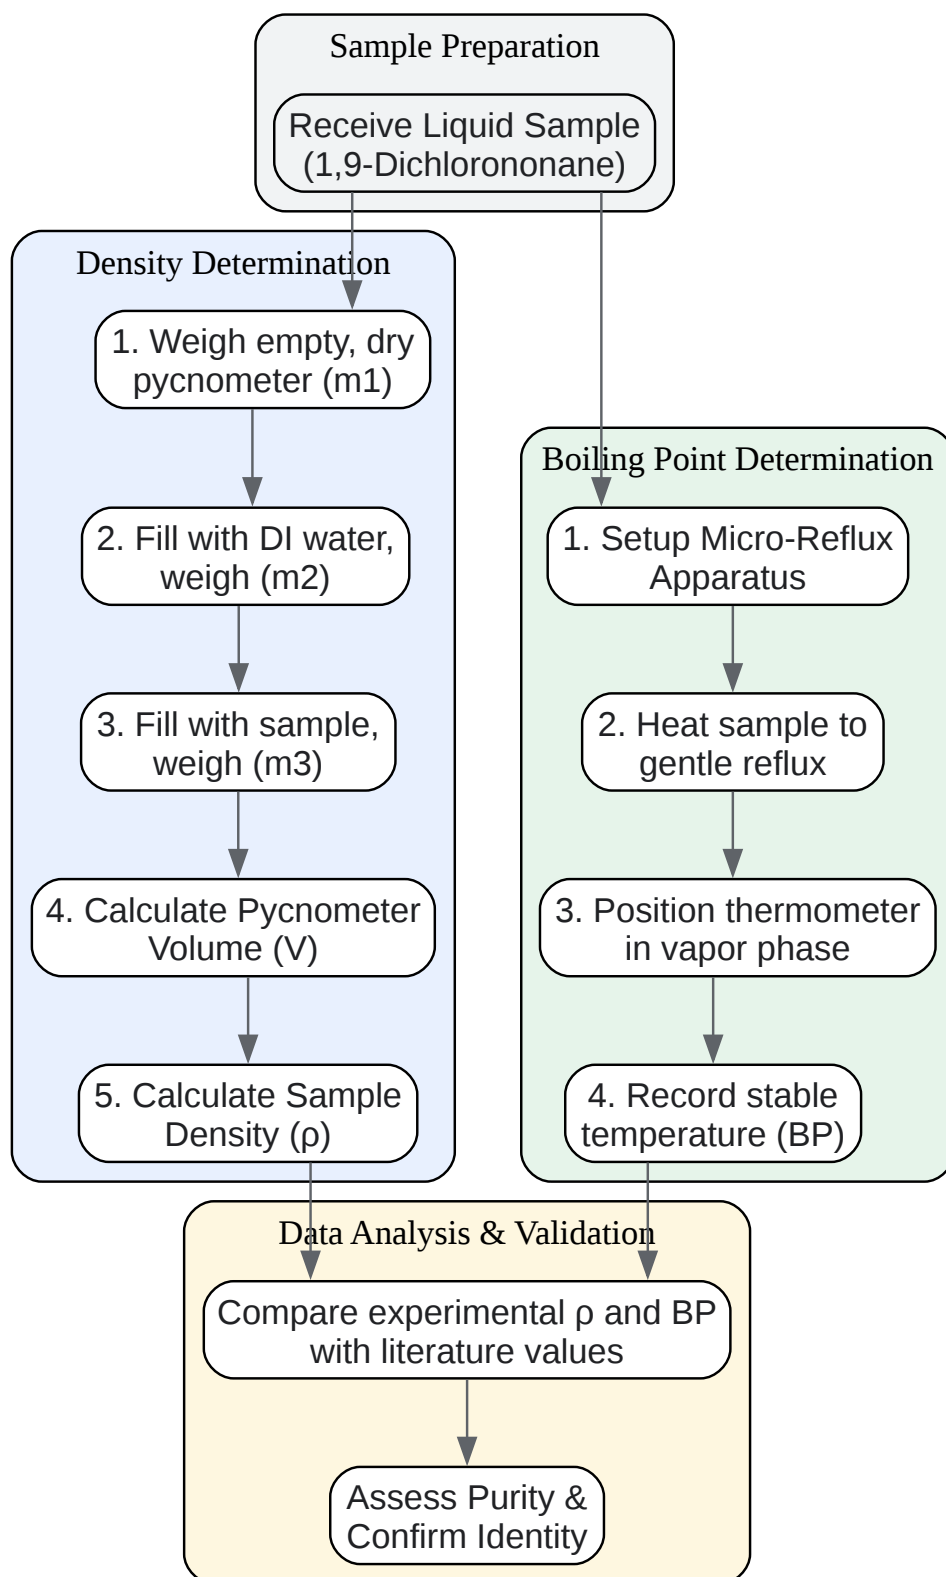 Sample Preparation
Receive Liquid Sample
(1,9-Dichlorononane)
Density Determination
1. Weigh empty, dry
pycnometer (m1)
2. Fill with DI water,
weigh (m2)
3. Fill with sample,
weigh (m3)
4. Calculate Pycnometer
Volume (V)
5. Calculate Sample
Density (ρ)
Boiling Point Determination
1. Setup Micro-Reflux
Apparatus
2. Heat sample to
gentle reflux
3. Position thermometer
in vapor phase
4. Record stable
temperature (BP)
Data Analysis & Validation
Compare experimental ρ and BP
with literature values
Assess Purity &
Confirm Identity